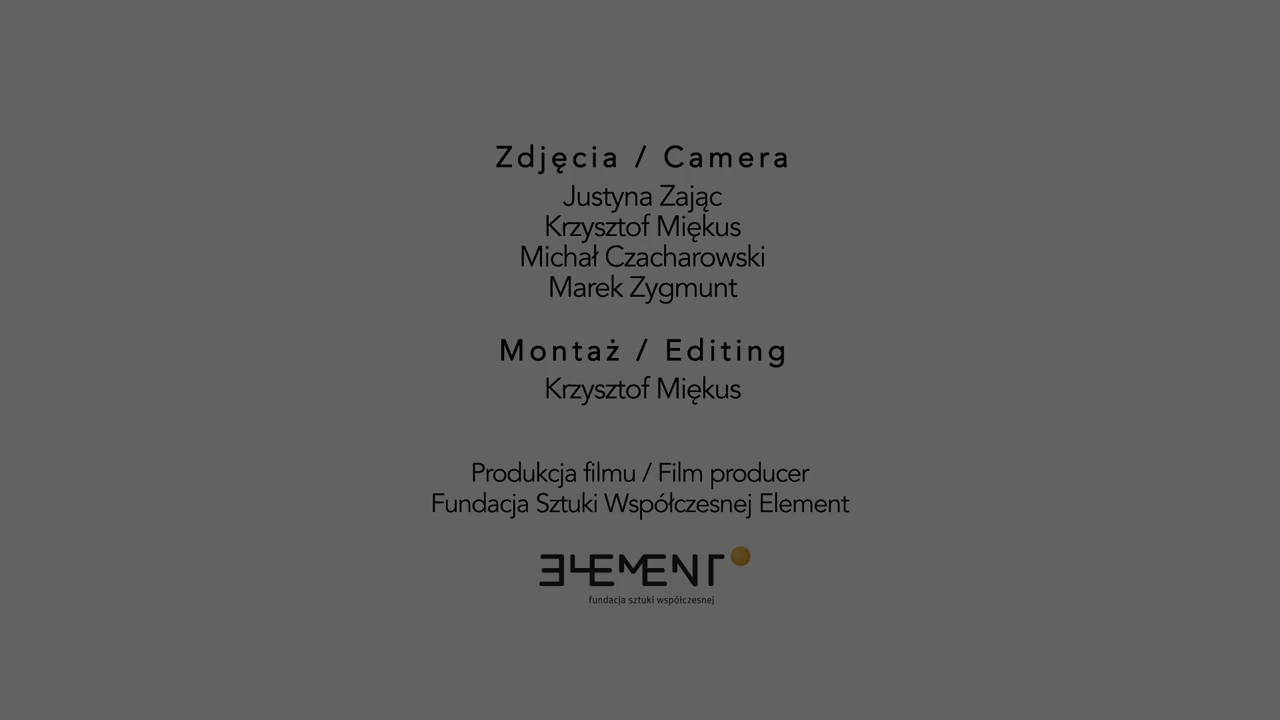 Zdjęcia / Camera
Justyna Zając
Krzysztof Miękus
Michał Czacharowski
Marek Zygmunt
Montaż / Editing
Krzysztof Miękus
Produkcja filmu / Film producer
Fundacja Sztuki Współczesnej Element
ELEMENT
fundacja sztuki współczesnej